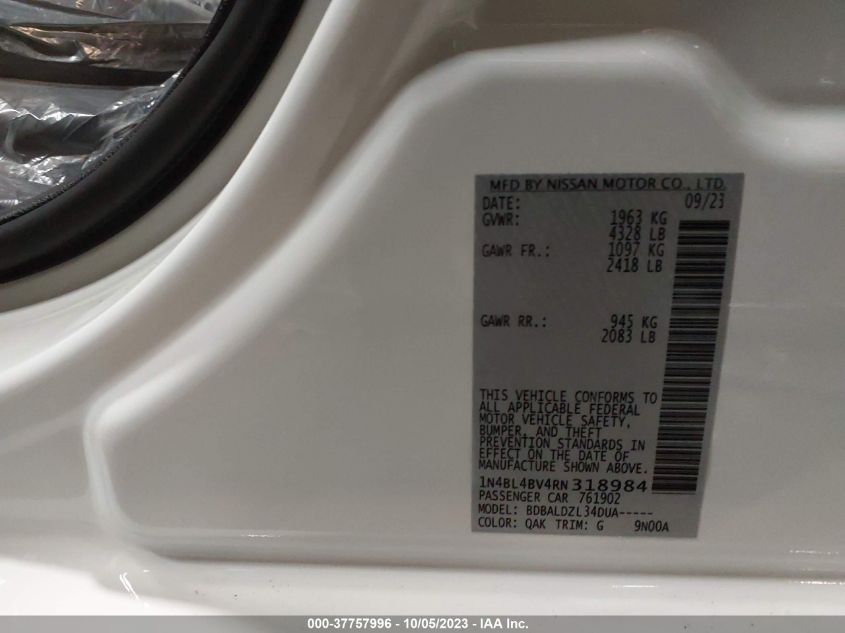 MFD BY NISSAN MOTOR CO., LTD.
DATE: 09/23
GVWR: 1963 KG
4328 LB
GAWR FR.: 1097 KG
2418 LB
GAWR RR.: 945 KG
2083 LB
THIS VEHICLE CONFORMS TO
ALL APPLICABLE FEDERAL
MOTOR VEHICLE SAFETY,
BUMPER, AND THEFT
PREVENTION STANDARDS IN
EFFECT ON THE DATE OF
MANUFACTURE SHOWN ABOVE.
1N4BL4BV4RN318984
PASSENGER CAR 761902
MODEL: BDBALDZL34DUA-----
COLOR: QAK TRIM: G 9N00A
000-37757996 - 10/05/2023 - IAA Inc.